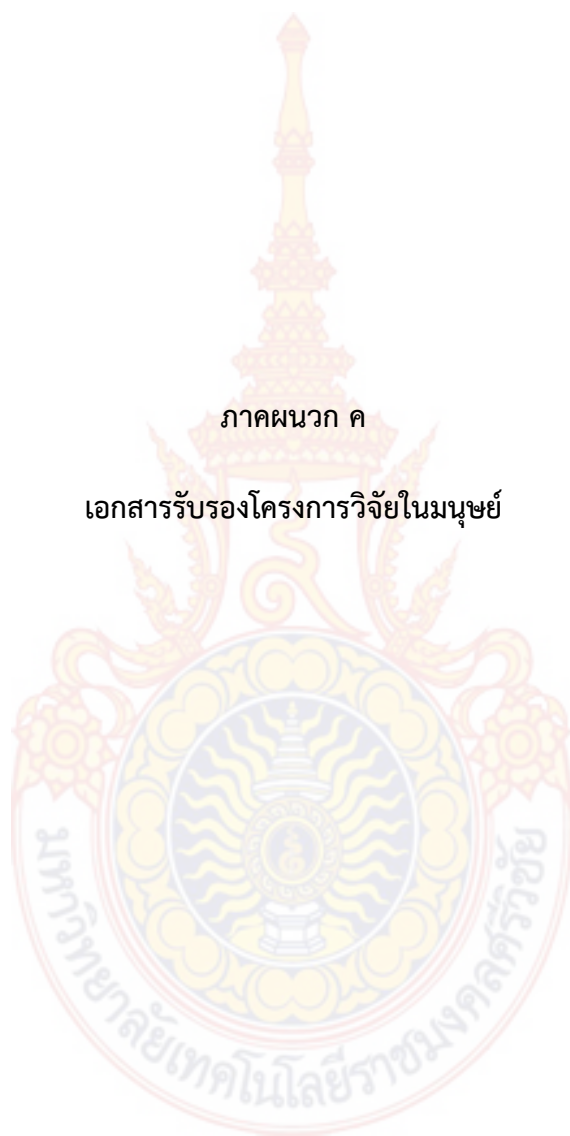 ภาคผนวก ค
เอกสารรับรองโครงการวิจัยในมนุษย์
มหาวิทยาลัยเทคโนโลยีราชมงคลศรีวิชัย